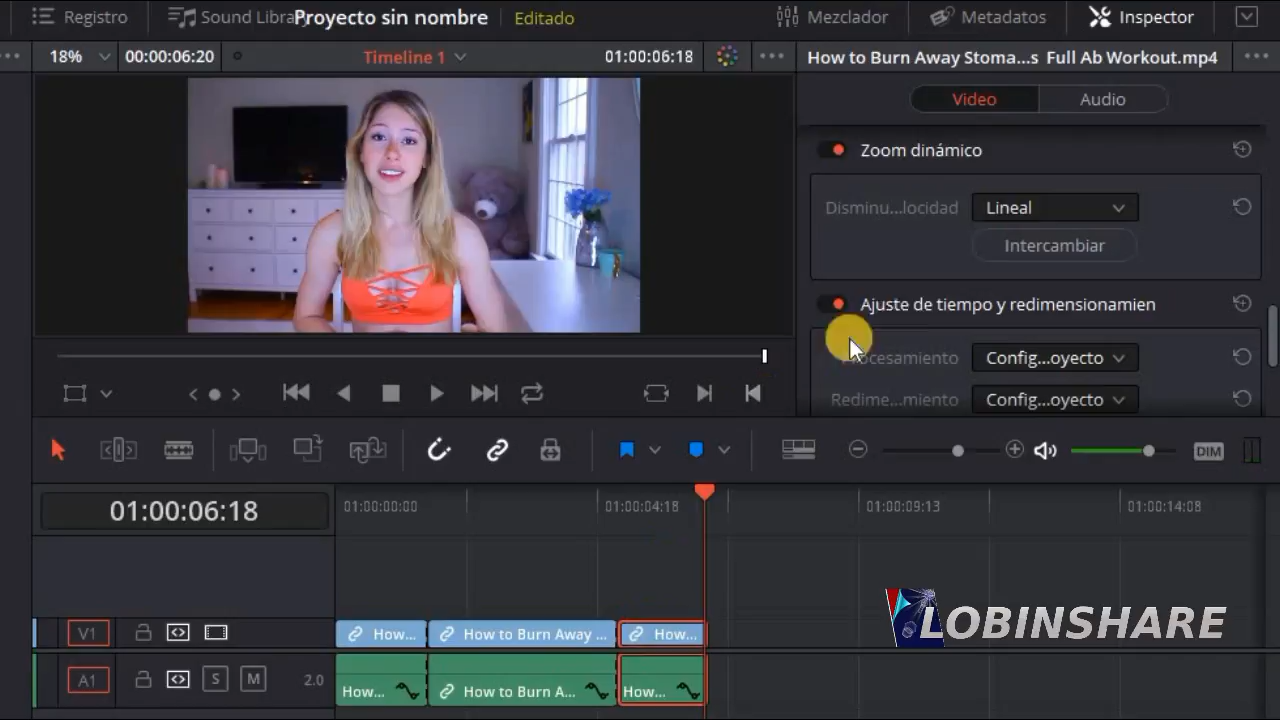 Registro
Sound Libra
Proyecto sin nombre
Editado
Mezclador
Metadatos
Inspector
18%
00:00:06:20
Timeline 1
01:00:06:18
How to Burn Away Stoma...s Full Ab Workout.mp4
Video
Audio
Zoom dinámico
Disminu...locidad
Lineal
Intercambiar
Ajuste de tiempo y redimensionamien
ocesamiento
Config...oyecto
Redime...miento
Config...oyecto
DIM
01:00:06:18
01:00:00:00
01:00:04:18
01:00:09:13
01:00:14:08
V1
How...
How to Burn Away ...
How...
A1
S
M
2.0
How...
How to Burn A...
How...
LOBINSHARE